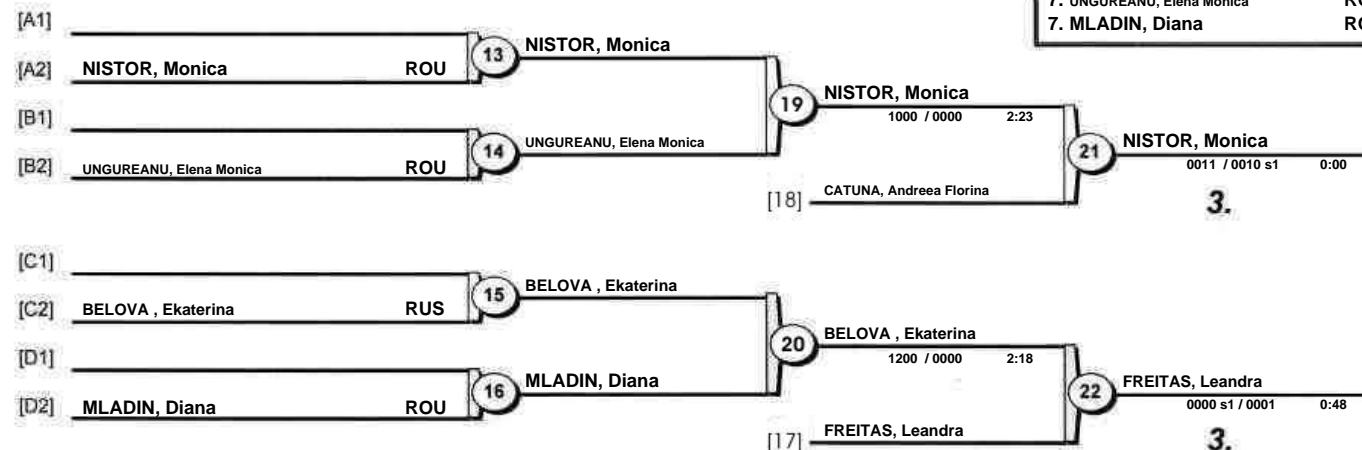 7. UNGUREANU, Elena Monica
7. MLADIN, Diana
[A1]
[A2] NISTOR, Monica ROU
13 NISTOR, Monica
[B1]
[B2] UNGUREANU, Elena Monica ROU
14 UNGUREANU, Elena Monica
19 NISTOR, Monica
1000 / 0000 2:23
[18] CATUNA, Andreea Florina
21 NISTOR, Monica
0011 / 0010 s1 0:00
3.
[C1]
[C2] BELOVA , Ekaterina RUS
15 BELOVA , Ekaterina
[D1]
[D2] MLADIN, Diana ROU
16 MLADIN, Diana
20 BELOVA , Ekaterina
1200 / 0000 2:18
[17] FREITAS, Leandra
22 FREITAS, Leandra
0000 s1 / 0001 0:48
3.